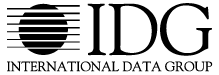 IDG
INTERNATIONAL DATA GROUP